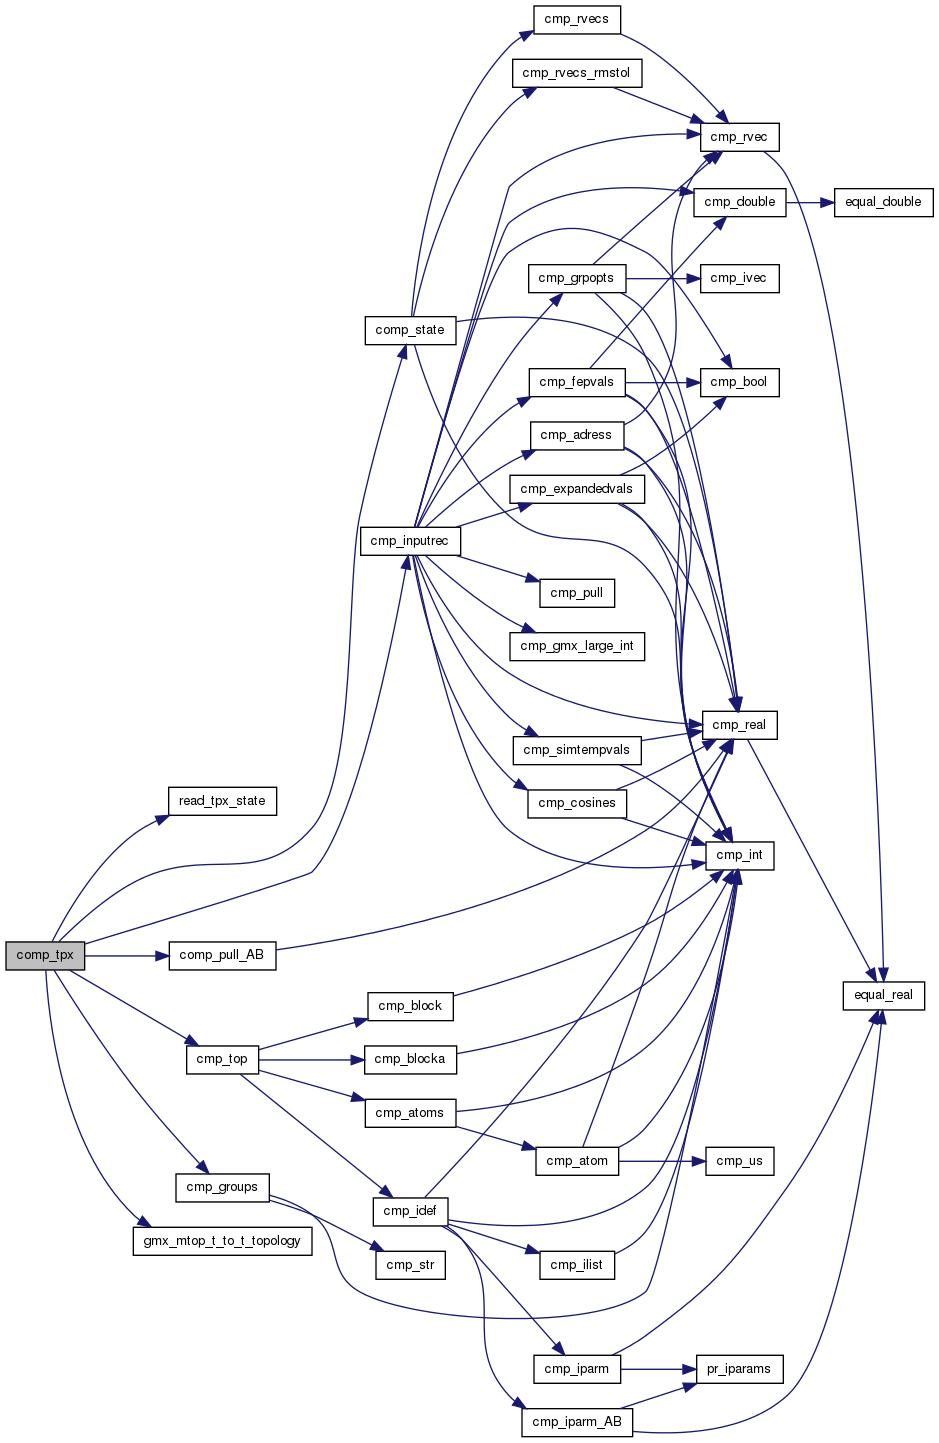 cmp_rvecs
cmp_rvecs_rmstol
cmp_rvec
cmp_double
equal_double
cmp_grpopts
cmp_ivec
comp_state
cmp_fepvals
cmp_bool
cmp_adress
cmp_expandedvals
cmp_inputrec
cmp_pull
cmp_gmx_large_int
cmp_real
cmp_simtempvals
read_tpx_state
cmp_cosines
cmp_int
comp_tpx
comp_pull_AB
equal_real
cmp_block
cmp_top
cmp_blocka
cmp_atoms
cmp_atom
cmp_us
cmp_groups
cmp_idef
gmx_mtop_t_to_t_topology
cmp_str
cmp_ilist
cmp_iparm
pr_iparams
cmp_iparm_AB